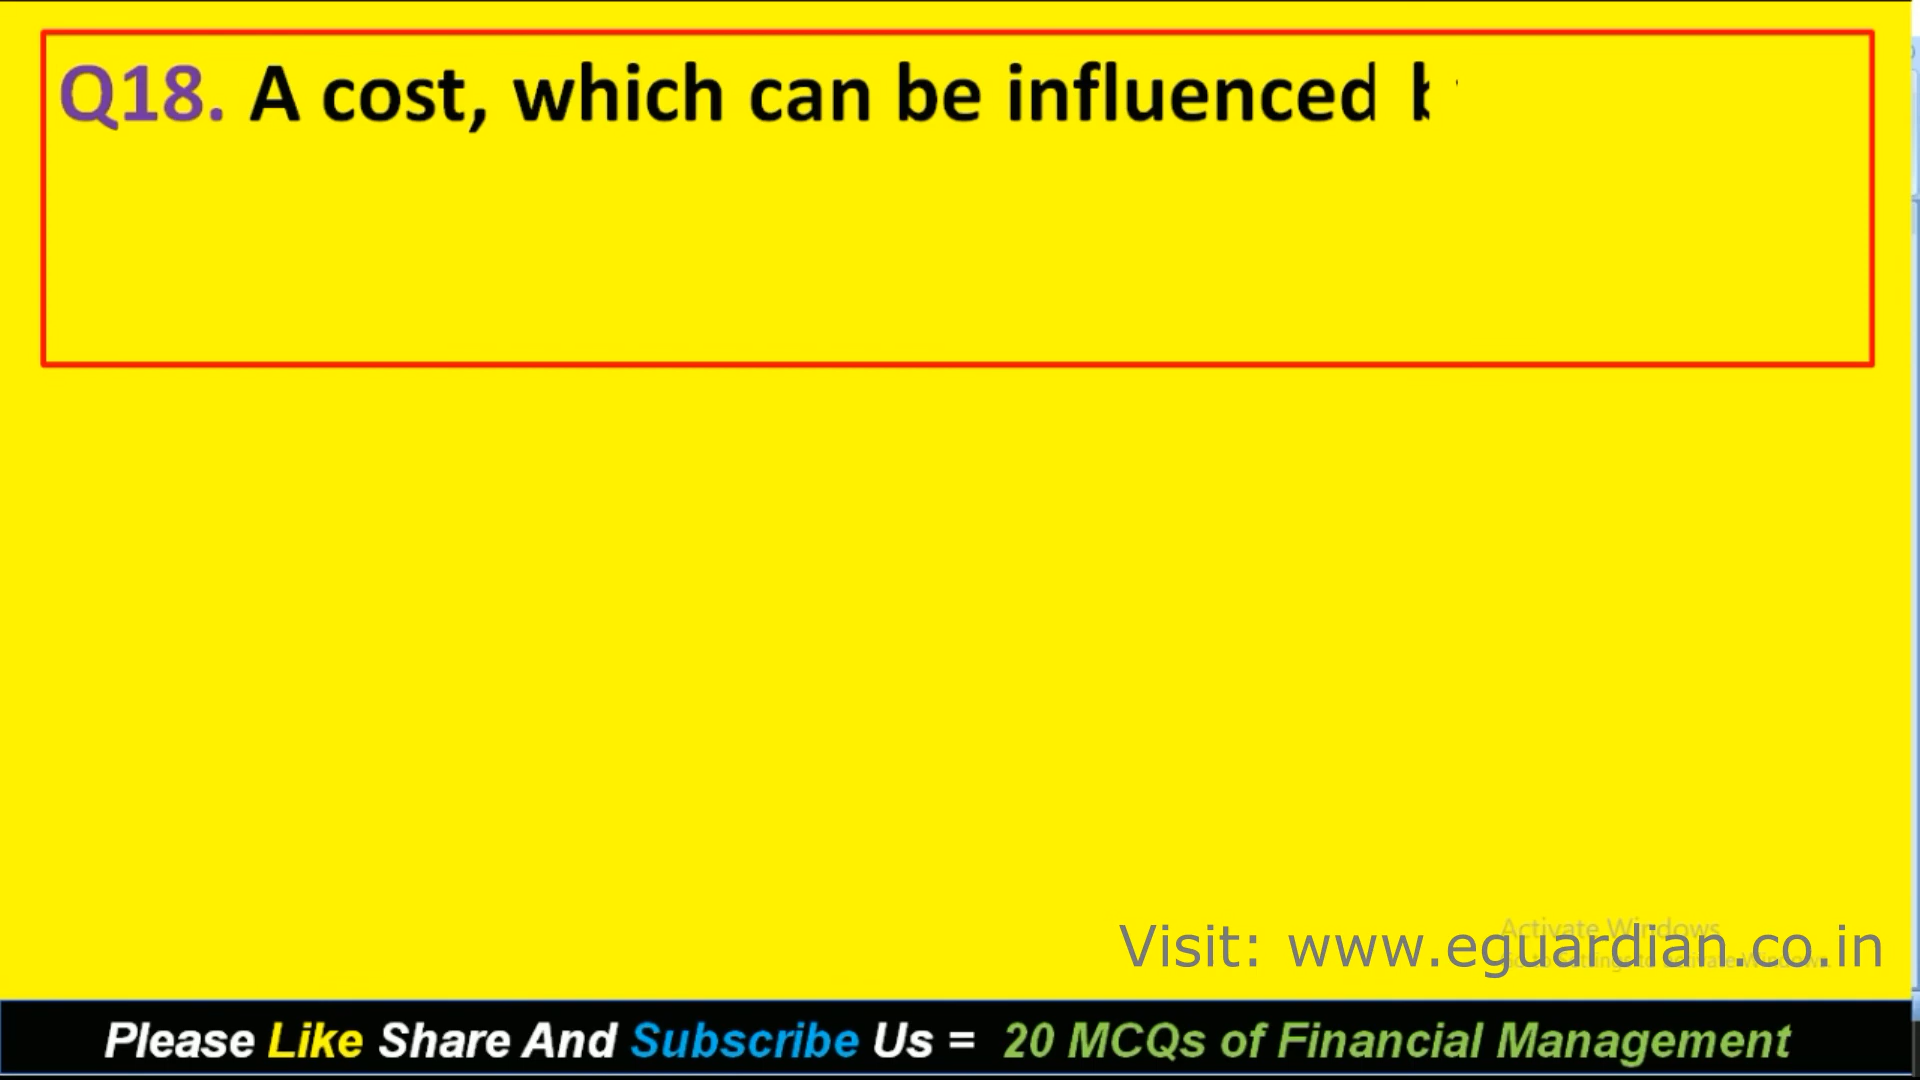 Q18. A cost, which can be influenced
Activate Windows
Visit: www.eguardian.co.in
Please Like Share And Subscribe Us = 20 MCQs of Financial Management